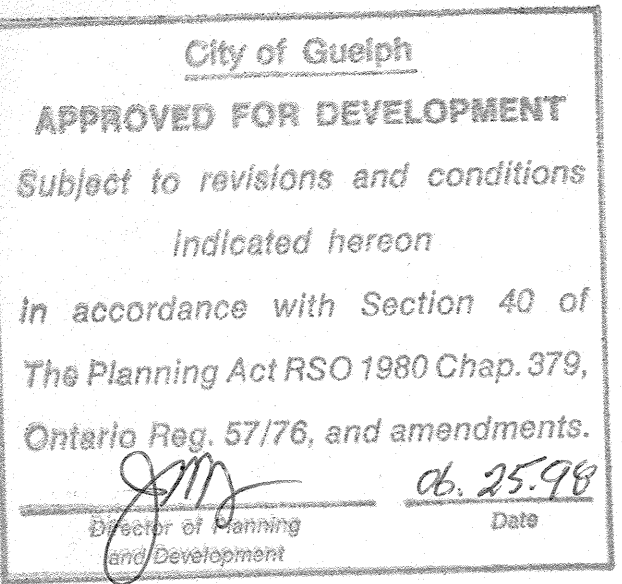 City of Guelph
APPROVED FOR DEVELOPMENT
Subject to revisions and conditions
indicated hereon
in accordance with Section 40 of
The Planning Act RSO 1980 Chap. 379,
Ontario Reg. 57/76, and amendments.
06. 25. 98
Director of Planning Date
and Development